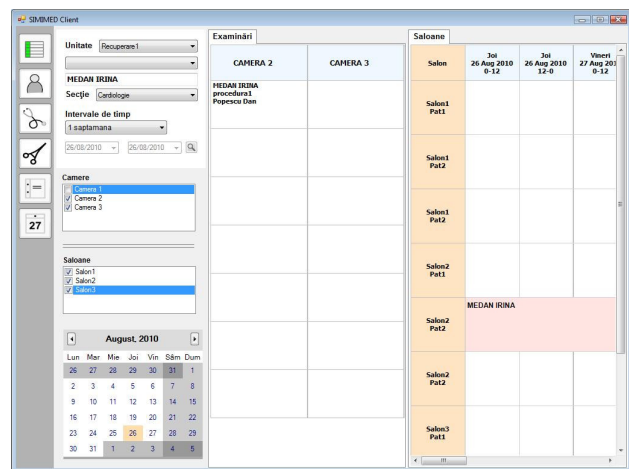 SIMIMED Client
Unitate Recuperare1
MEDAN IRINA
Secţie Cardiologie
Intervale de timp
1 saptamana
26/08/2010 26/08/2010
Camere
Camera 1
Camera 2
Camera 3
Saloane
Salon1
Salon2
Salon3
August, 2010
Lun Mar Mie Joi Vin Sâm Dum
26 27 28 29 30 31 1
2 3 4 5 6 7 8
9 10 11 12 13 14 15
16 17 18 19 20 21 22
23 24 25 26 27 28 29
30 31 1 2 3 4 5
27
Examinări
CAMERA 2 CAMERA 3
MEDAN IRINA
procedura1
Popescu Dan
Saloane
Salon Joi Joi Vineri
26 Aug 2010 26 Aug 2010 27 Aug 201
0-12 12-0 0-12
Salon1
Pat1
Salon1
Pat2
Salon1
Pat2
Salon2
Pat1
MEDAN IRINA
Salon2
Pat2
Salon2
Pat2
Salon3
Pat1